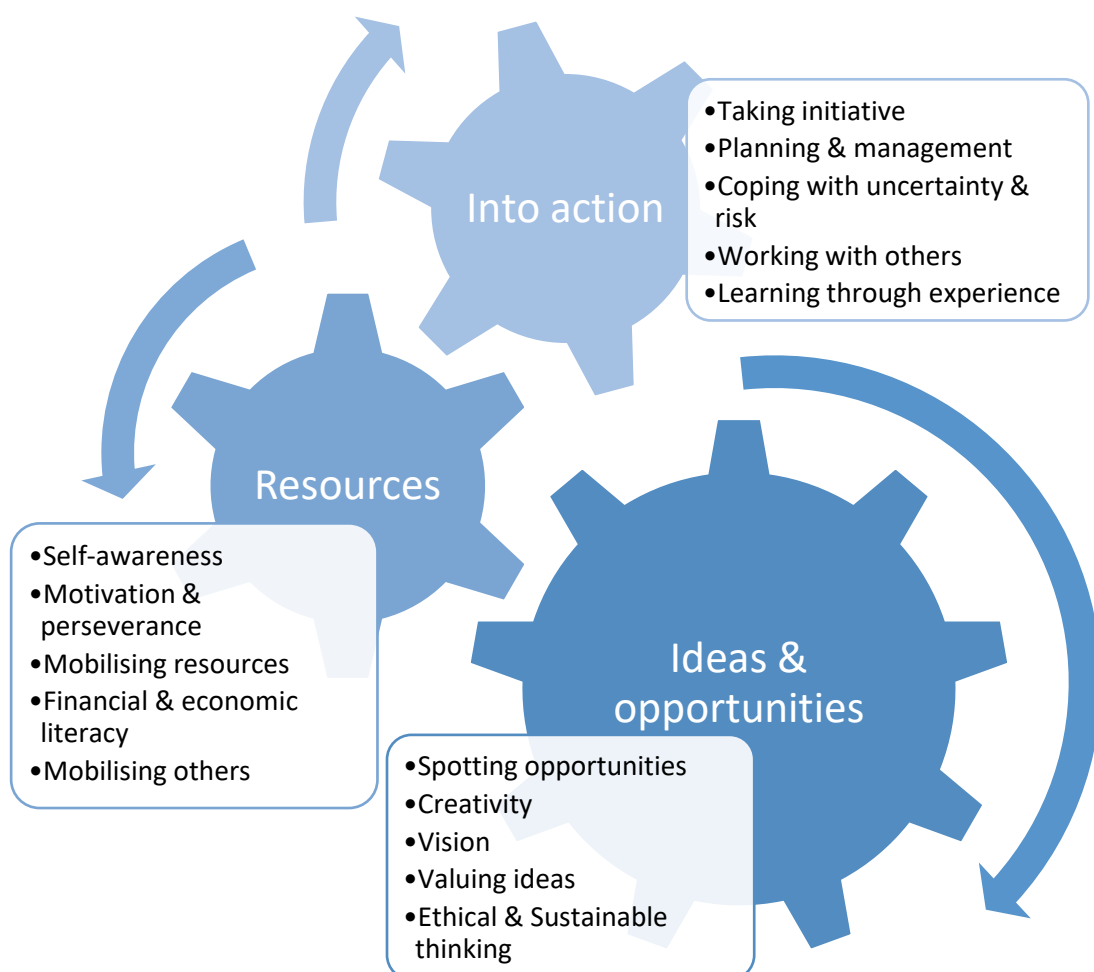 Into action
•Taking initiative
•Planning & management
•Coping with uncertainty &
risk
•Working with others
•Learning through experience
Resources
•Self-awareness
•Motivation &
perseverance
•Mobilising resources
•Financial & economic
literacy
•Mobilising others
Ideas &
opportunities
•Spotting opportunities
•Creativity
•Vision
•Valuing ideas
•Ethical & Sustainable
thinking